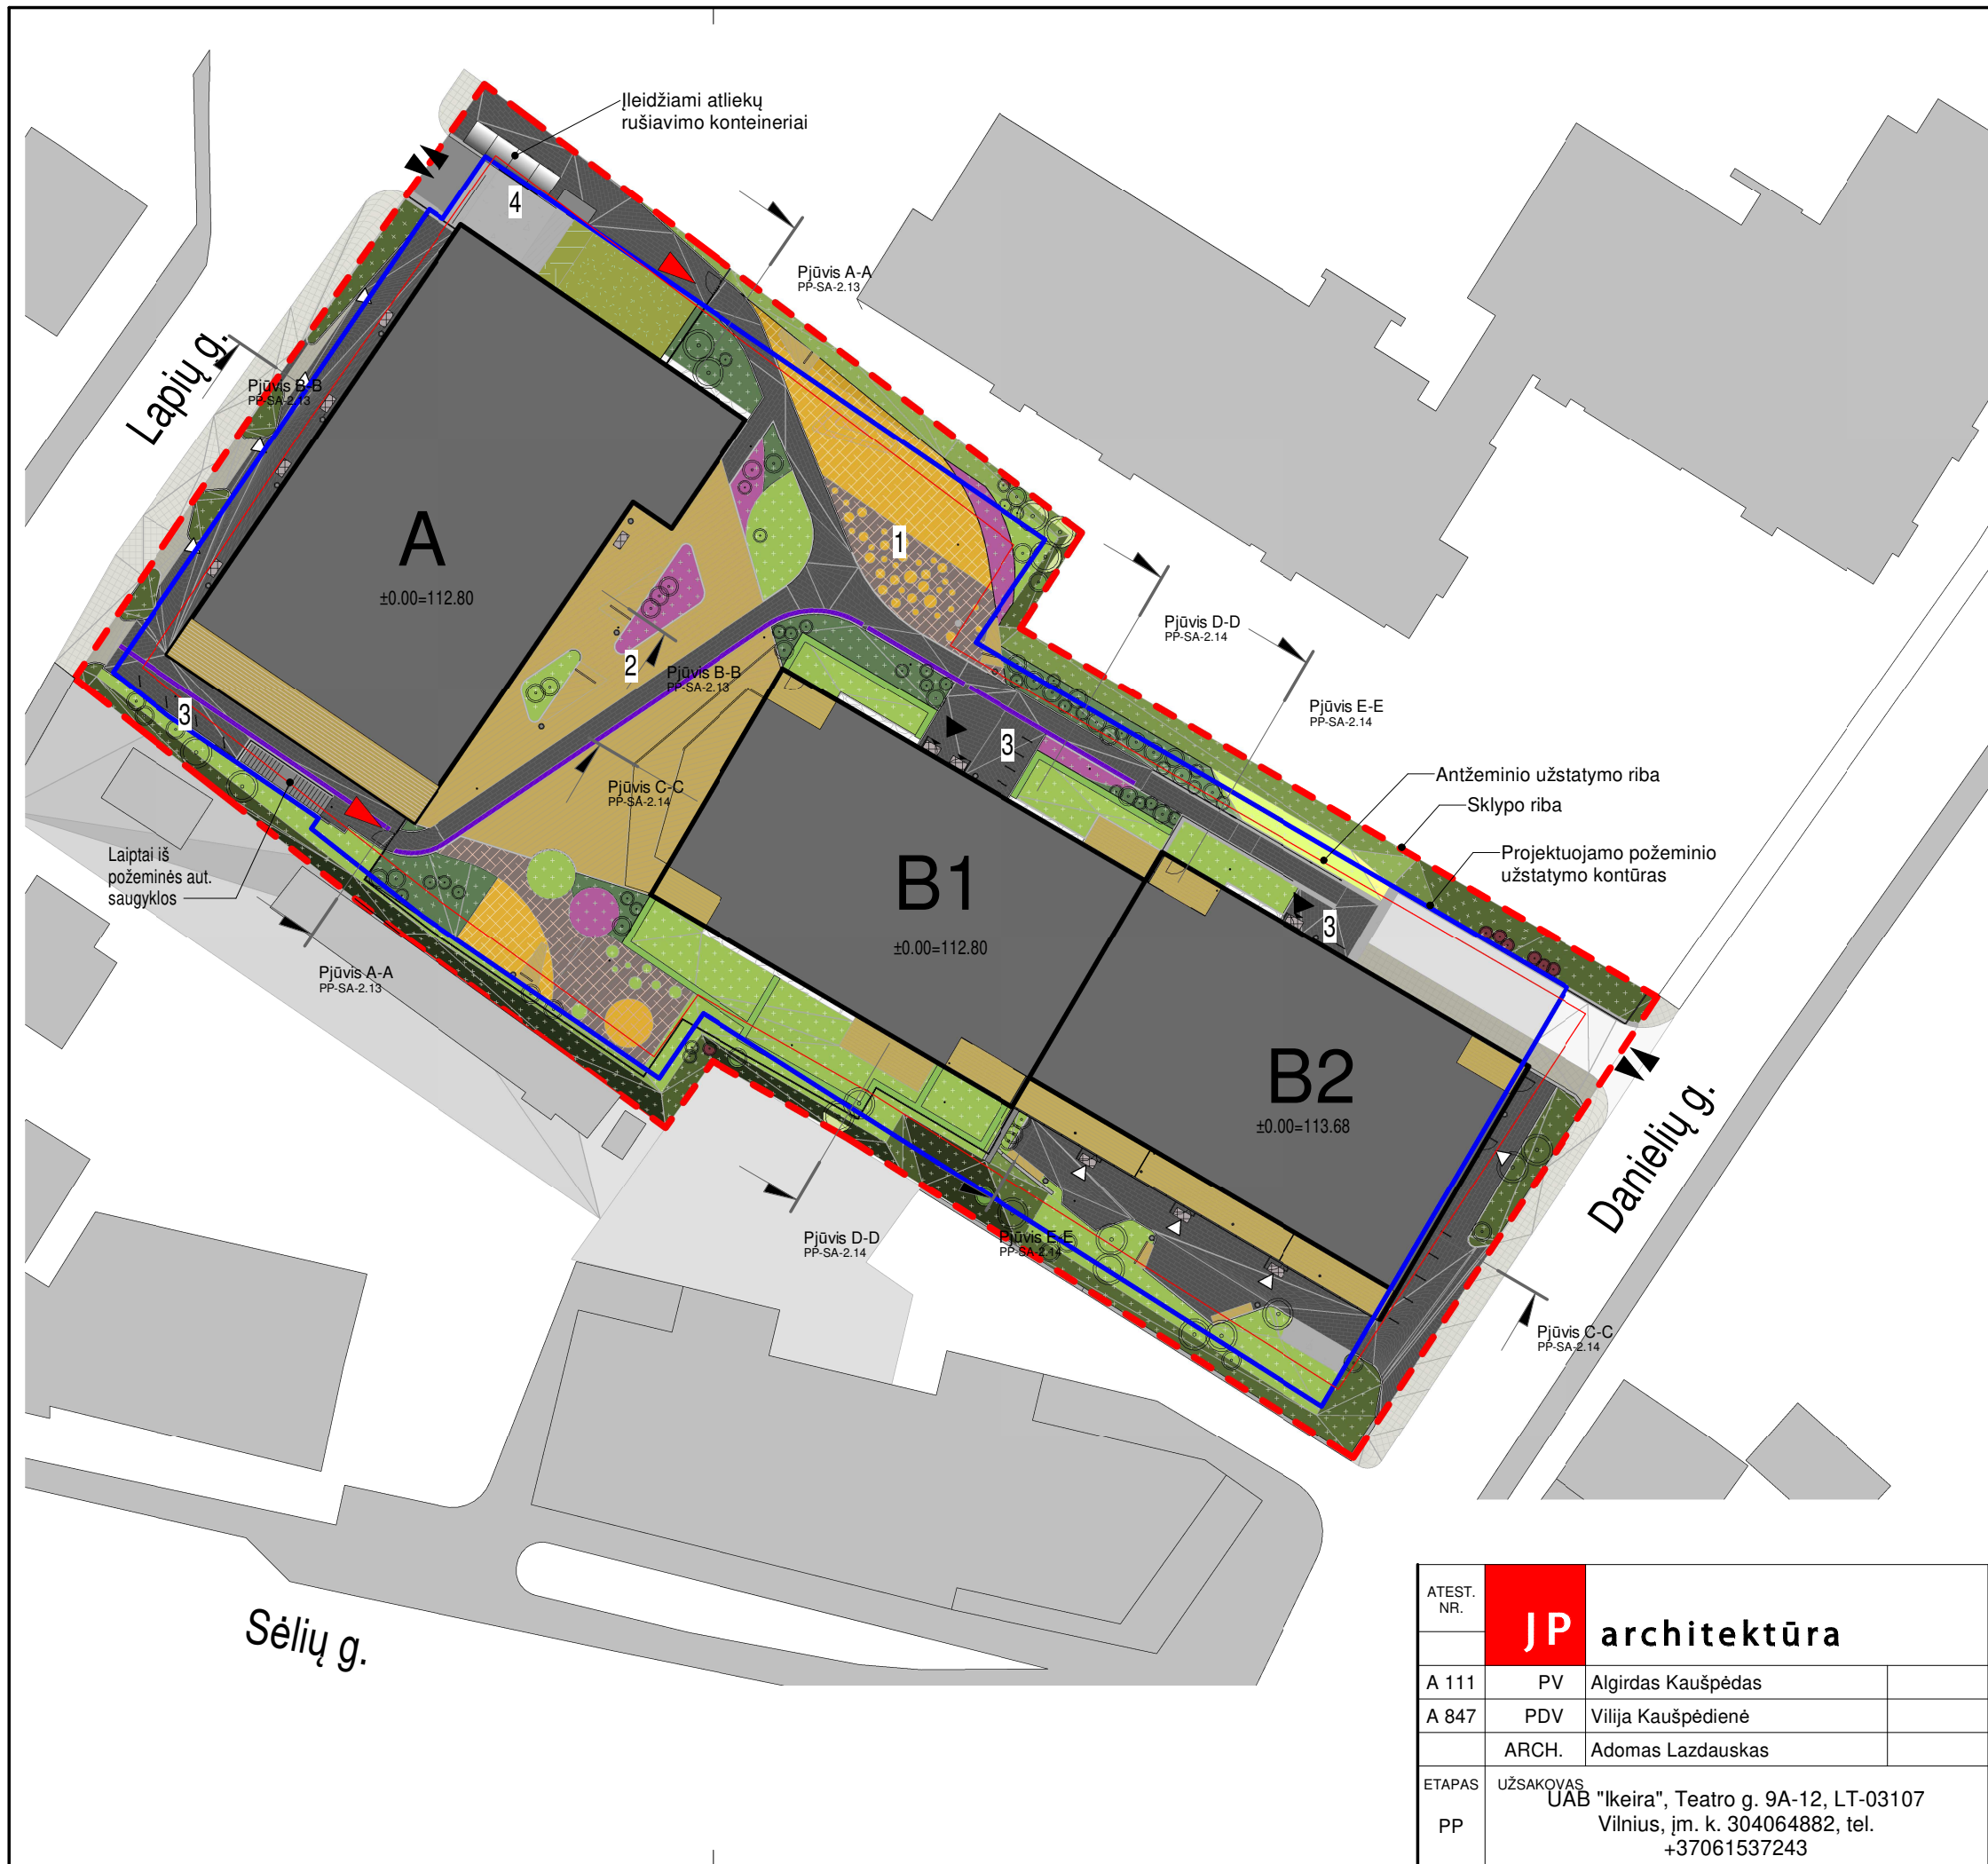 Įleidžiami atliekų
rušiavimo konteineriai
4
Pjūvis A-A
PP-SA-2.13
Lapių g.
Pjūvis B-B
PP-SA-2.13
A
±0.00=112.80
1
2
Pjūvis B-B
PP-SA-2.13
Pjūvis D-D
PP-SA-2.14
Pjūvis E-E
PP-SA-2.14
3
3
Pjūvis C-C
PP-SA-2.14
Antžeminio užstatymo riba
Sklypo riba
Projektuojamo požeminio
užstatymo kontūras
Laiptai iš
požeminės aut.
saugyklos
B1
±0.00=112.80
3
Pjūvis A-A
PP-SA-2.13
B2
±0.00=113.68
Danielių g.
Pjūvis D-D
PP-SA-2.14
Pjūvis E-E
PP-SA-2.14
Pjūvis C-C
PP-SA-2.14
Sėlių g.
ATEST.
NR.
JP architektūra
A 111 PV Algirdas Kaušpėdas
A 847 PDV Vilija Kaušpėdienė
ARCH. Adomas Lazdauskas
ETAPAS UŽSAKOVAS
PP
UAB "Ikeira", Teatro g. 9A-12, LT-03107
Vilnius, įm. k. 304064882, tel.
+37061537243